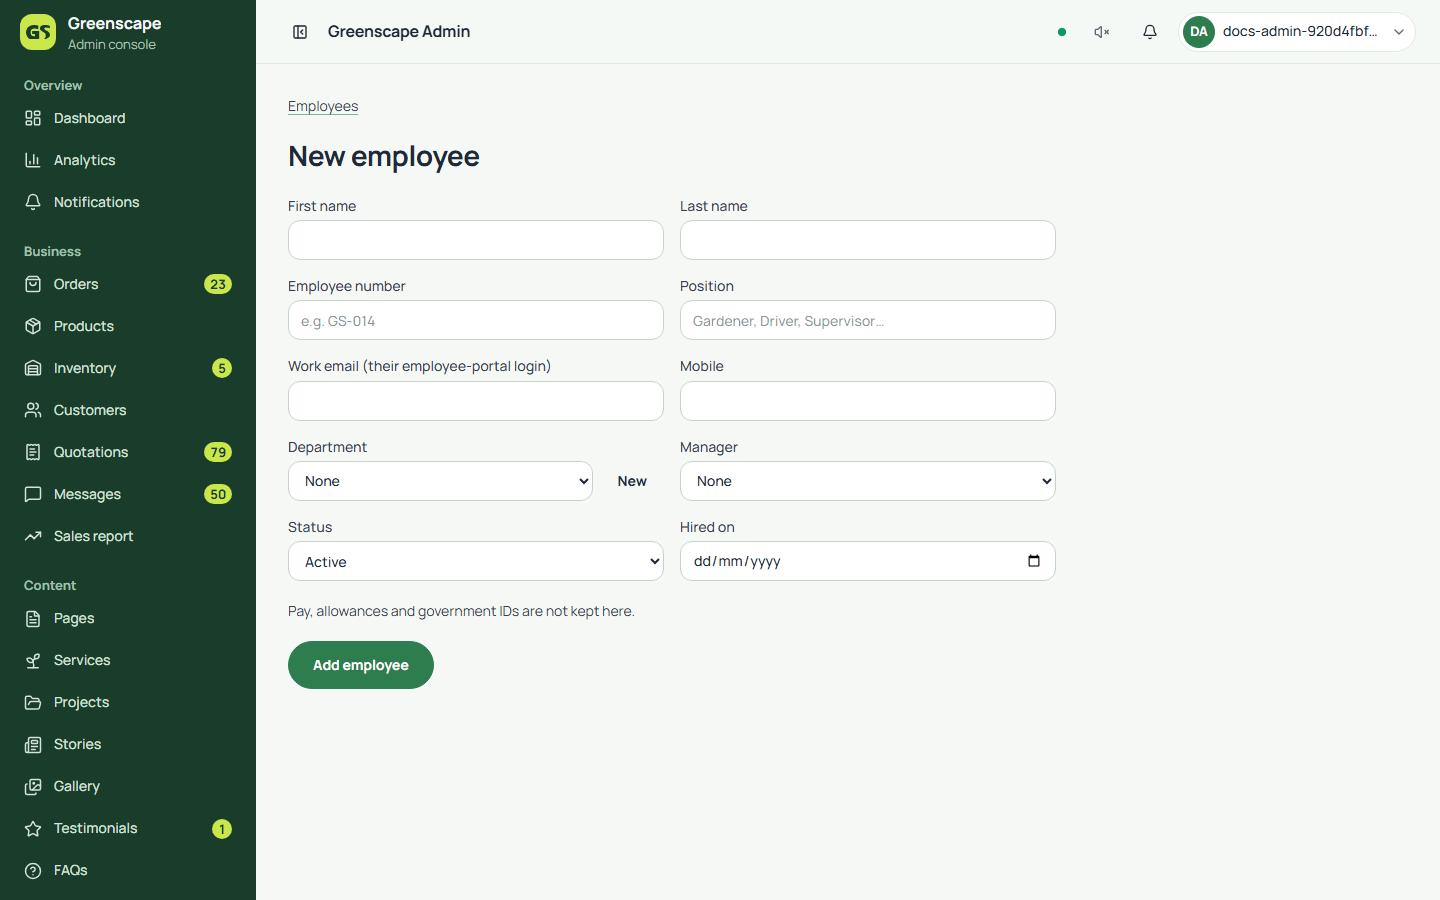 GS
Greenscape
Admin console
Overview
Dashboard
Analytics
Notifications
Business
Orders 23
Products
Inventory 5
Customers
Quotations 79
Messages 50
Sales report
Content
Pages
Services
Projects
Stories
Gallery
Testimonials 1
FAQs
Greenscape Admin
DA docs-admin-920d4fbf...
Employees
New employee
First name
Last name
Employee number
e.g. GS-014
Position
Gardener, Driver, Supervisor...
Work email (their employee-portal login)
Mobile
Department
None
New
Manager
None
Status
Active
Hired on
dd/mm/yyyy
Pay, allowances and government IDs are not kept here.
Add employee